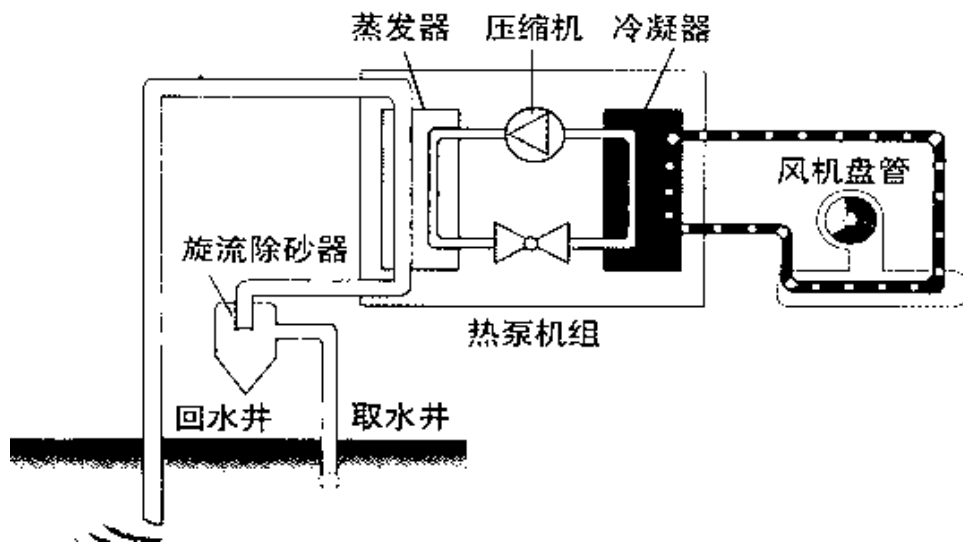 蒸发器
压缩机
冷凝器
风机盘管
旋流除砂器
热泵机组
回水井
取水井